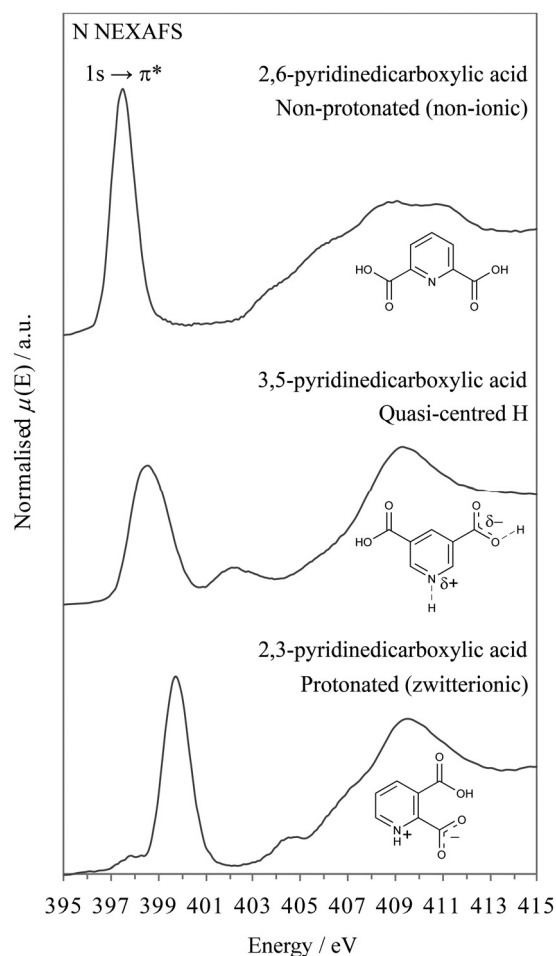 N NEXAFS
1s → π*
2,6-pyridinedicarboxylic acid
Non-protonated (non-ionic)
HO
O
N
O
OH
3,5-pyridinedicarboxylic acid
Quasi-centred H
O
HO
O
δ−
O
H
N
δ+
H
2,3-pyridinedicarboxylic acid
Protonated (zwitterionic)
O
OH
N
+
H
O
−
O
Normalised μ(E) / a.u.
395 397 399 401 403 405 407 409 411 413 415
Energy / eV